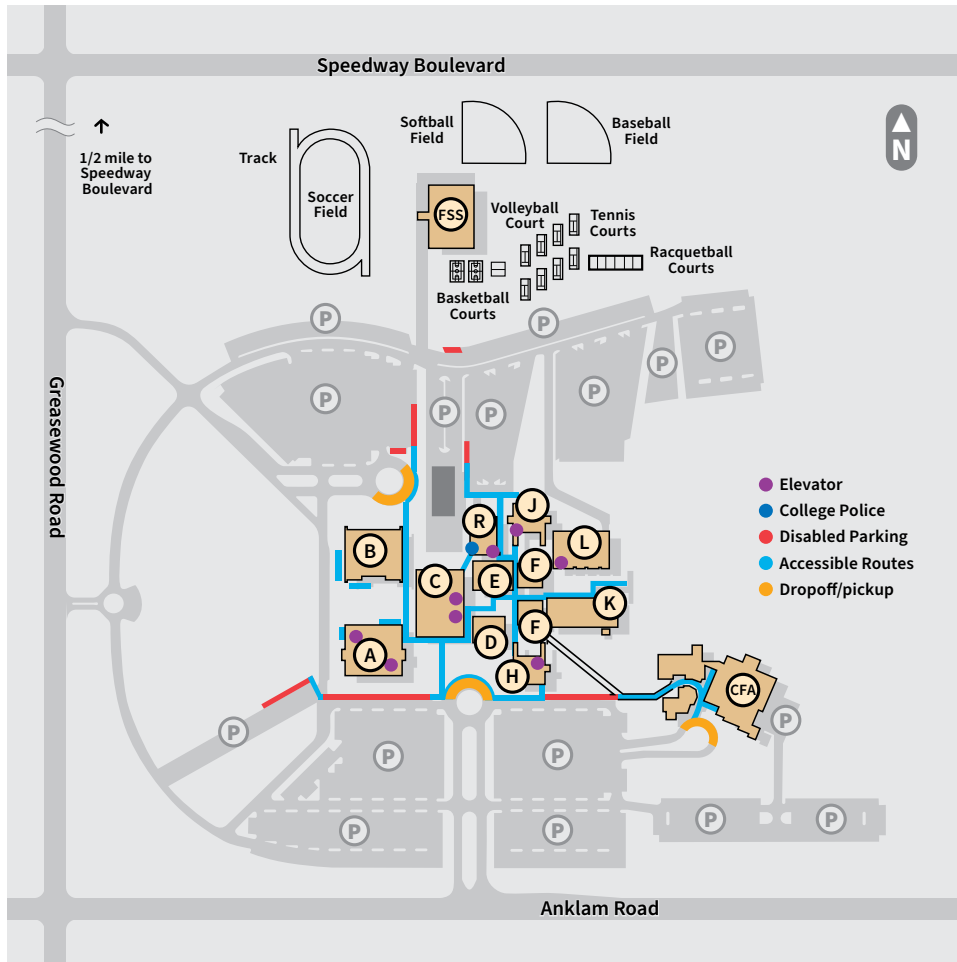 Speedway Boulevard
1/2 mile to
Speedway
Boulevard
Track
Soccer
Field
Softball
Field
Baseball
Field
N
FSS
Volleyball
Court
Tennis
Courts
Racquetball
Courts
Basketball
Courts
P
P
P
P
P
P
P
P
P
Greasewood Road
Elevator
College Police
Disabled Parking
Accessible Routes
Dropoff/pickup
J
R
B
L
F
C
E
K
F
D
A
H
CFA
P
P
P
P
P
P
P
P
Anklam Road